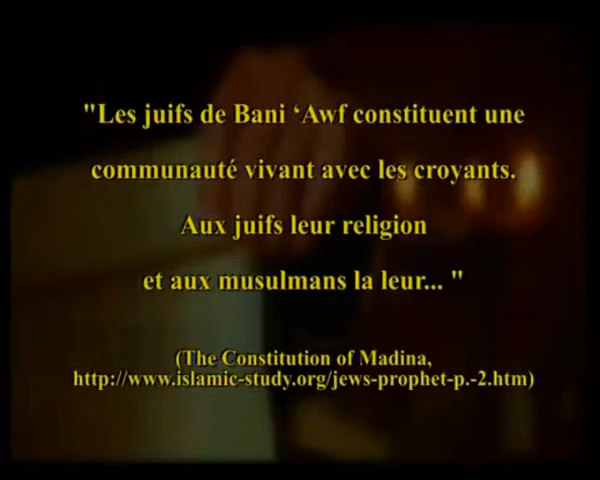 "Les juifs de Bani ‘Awf constituent une
communauté vivant avec les croyants.
Aux juifs leur religion
et aux musulmans la leur... "
(The Constitution of Madina,
http://www.islamic-study.org/jews-prophet-p.-2.htm)